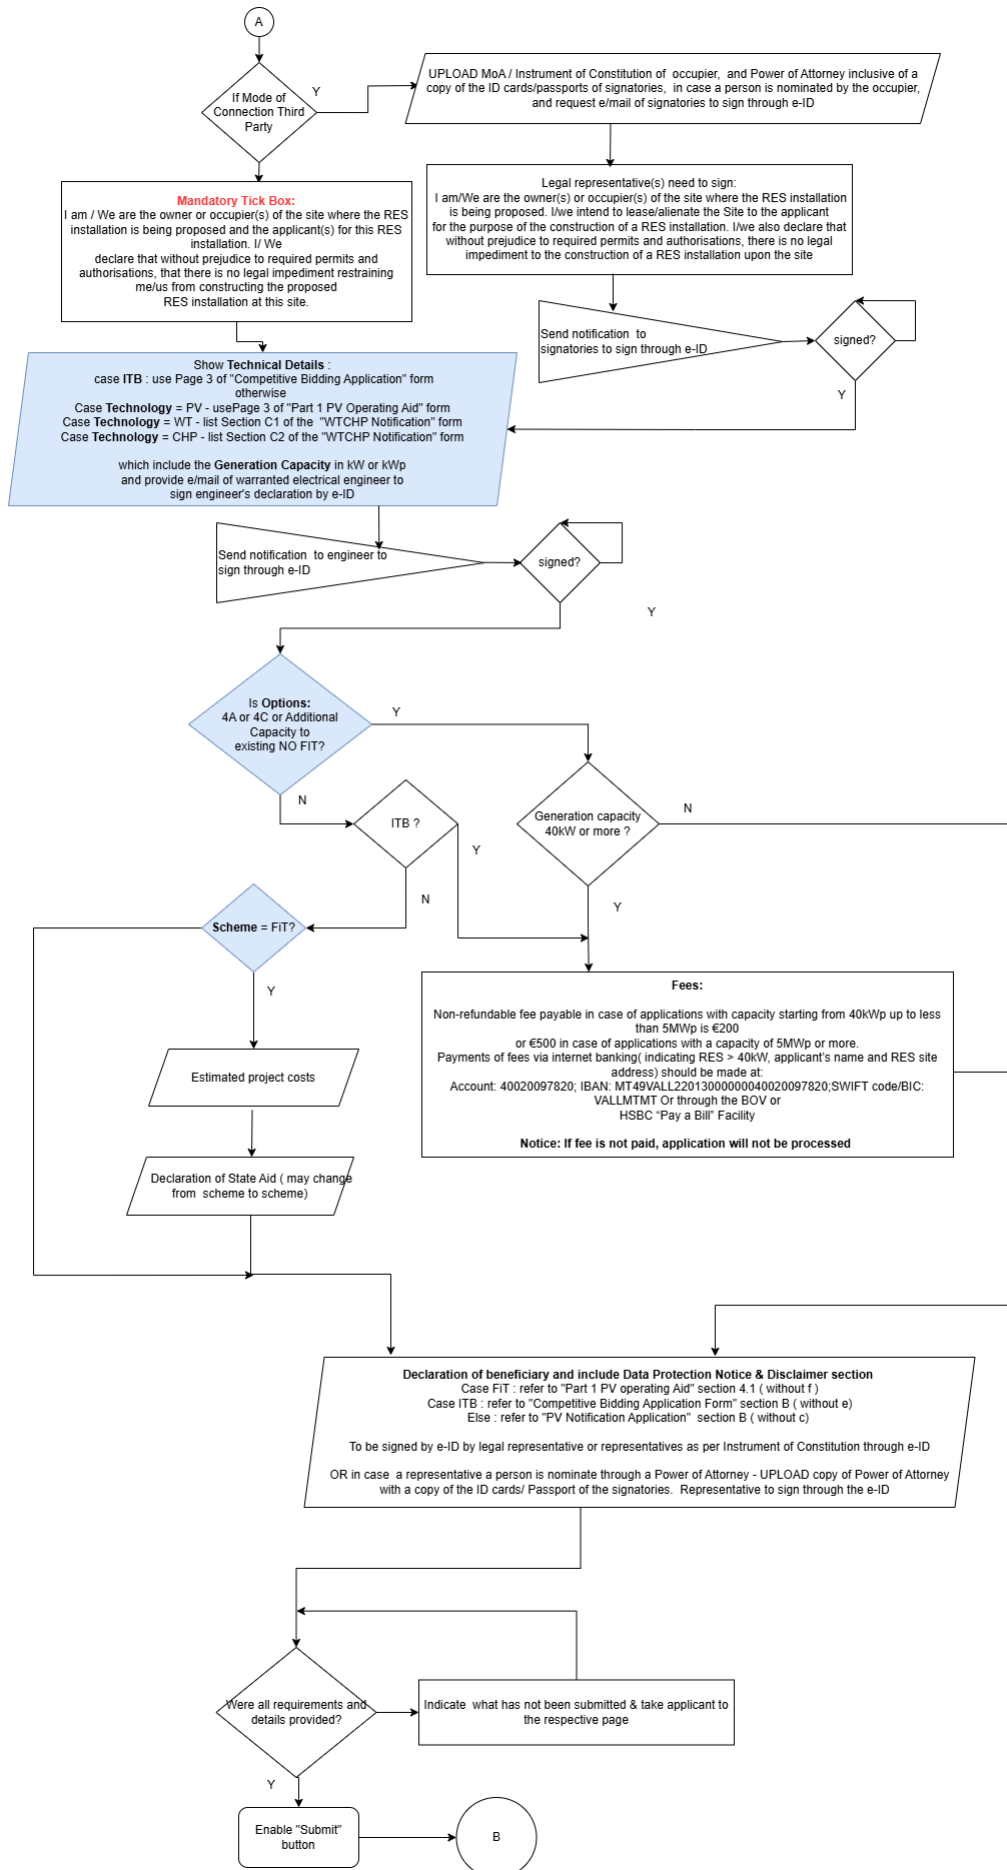 A
If Mode of
Connection Third
Party
Y
UPLOAD MoA / Instrument of Constitution of  occupier,  and Power of Attorney inclusive of a
copy of the ID cards/passports of signatories,  in case a person is nominated by the occupier,
and request e/mail of signatories to sign through e-ID
Mandatory Tick Box:
I am / We are the owner or occupier(s) of the site where the RES
installation is being proposed and the applicant(s) for this RES
installation. I/ We
declare that without prejudice to required permits and
authorisations, that there is no legal impediment restraining
me/us from constructing the proposed
RES installation at this site.
Legal representative(s) need to sign:
I am/We are the owner(s) or occupier(s) of the site where the RES installation
is being proposed. I/we intend to lease/alienate the Site to the applicant
for the purpose of the construction of a RES installation. I/we also declare that
without prejudice to required permits and authorisations, there is no legal
impediment to the construction of a RES installation upon the site
Send notification  to
signatories to sign through e-ID
signed?
Y
Show Technical Details :
case ITB : use Page 3 of "Competitive Bidding Application" form
otherwise
Case Technology = PV - usePage 3 of "Part 1 PV Operating Aid" form
Case Technology = WT - list Section C1 of the  "WTCHP Notification" form
Case Technology = CHP - list Section C2 of the "WTCHP Notification" form
which include the Generation Capacity in kW or kWp
and provide e/mail of warranted electrical engineer to
sign engineer's declaration by e-ID
Send notification  to engineer to
sign through e-ID
signed?
Y
Is Options:
4A or 4C or Additional
Capacity to
existing NO FIT?
Y
N
ITB ?
Y
N
Generation capacity
40kW or more ?
N
Y
Scheme = FiT?
Y
Fees:
Non-refundable fee payable in case of applications with capacity starting from 40kWp up to less
than 5MWp is €200
or €500 in case of applications with a capacity of 5MWp or more.
Payments of fees via internet banking( indicating RES > 40kW, applicant's name and RES site
address) should be made at:
Account: 40020097820; IBAN: MT49VALL22013000000040020097820;SWIFT code/BIC:
VALLMTMT Or through the BOV or
HSBC "Pay a Bill" Facility
Notice: If fee is not paid, application will not be processed
Estimated project costs
Declaration of State Aid ( may change
from  scheme to scheme)
Declaration of beneficiary and include Data Protection Notice & Disclaimer section
Case FiT : refer to "Part 1 PV operating Aid" section 4.1 ( without f )
Case ITB : refer to "Competitive Bidding Application Form" section B ( without e)
Else : refer to "PV Notification Application"  section B ( without c)
To be signed by e-ID by legal representative or representatives as per Instrument of Constitution through e-ID
OR in case  a representative a person is nominate through a Power of Attorney - UPLOAD copy of Power of Attorney
with a copy of the ID cards/ Passport of the signatories.  Representative to sign through the e-ID
Were all requirements and
details provided?
Indicate  what has not been submitted & take applicant to
the respective page
Y
Enable "Submit"
button
B